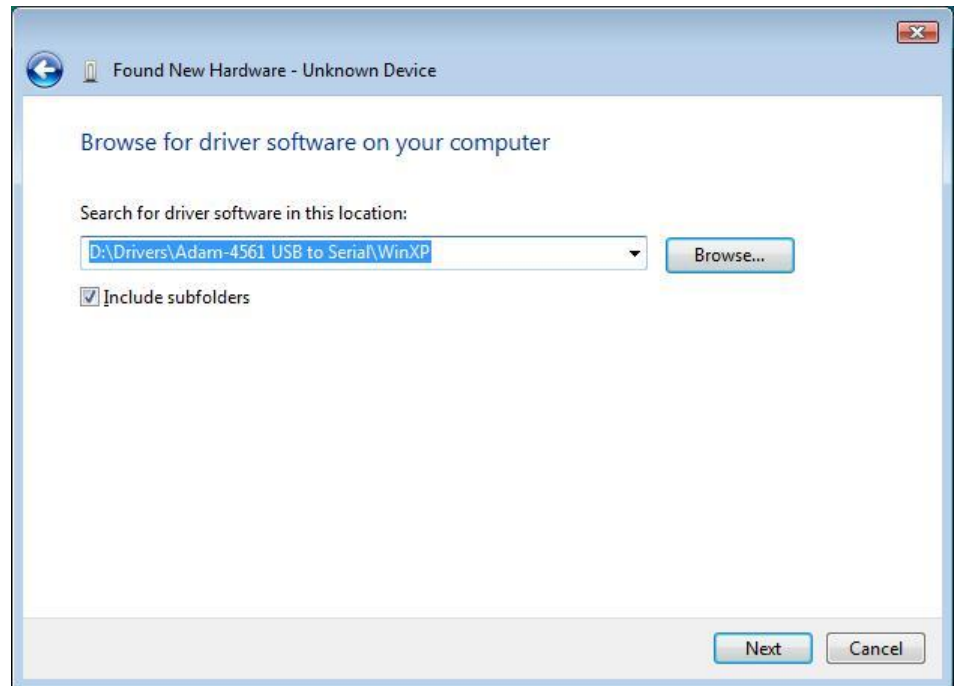 Found New Hardware - Unknown Device
Browse for driver software on your computer
Search for driver software in this location:
D:\Drivers\Adam-4561 USB to Serial\WinXP
Browse...
Include subfolders
Next
Cancel